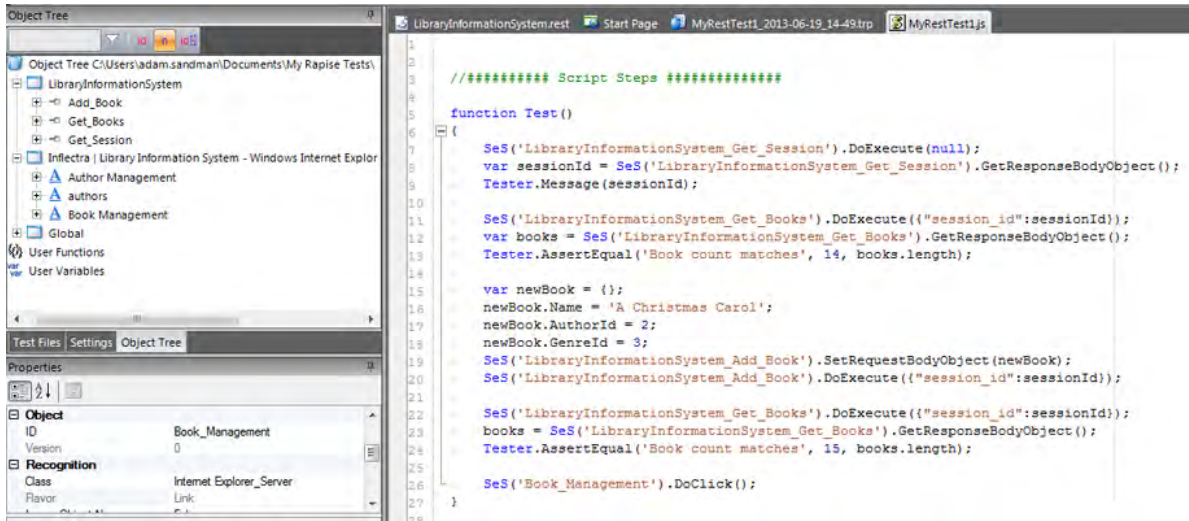 Object Tree
Object Tree C:\Users\adam.sandman\Documents\My Rapise Tests\
LibraryInformationSystem
Add_Book
Get_Books
Get_Session
Inflectra | Library Information System - Windows Internet Explor
Author Management
authors
Book Management
Global
User Functions
User Variables
Test Files Settings Object Tree
Properties
Object
ID Book_Management
Version 0
Recognition
Class Internet Explorer_Server
Flavor Link
LibraryInformationSystem.rest Start Page MyRestTest1_2013-06-19_14-49.trp MyRestTest1.js
1
2
3 //########## Script Steps ##############
4
5 function Test()
6 {
7 SeS('LibraryInformationSystem_Get_Session').DoExecute(null);
8 var sessionId = SeS('LibraryInformationSystem_Get_Session').GetResponseBodyObject();
9 Tester.Message(sessionId);
10
11 SeS('LibraryInformationSystem_Get_Books').DoExecute({"session_id":sessionId});
12 var books = SeS('LibraryInformationSystem_Get_Books').GetResponseBodyObject();
13 Tester.AssertEqual('Book count matches', 14, books.length);
14
15 var newBook = {};
16 newBook.Name = 'A Christmas Carol';
17 newBook.AuthorId = 2;
18 newBook.GenreId = 3;
19 SeS('LibraryInformationSystem_Add_Book').SetRequestBodyObject(newBook);
20 SeS('LibraryInformationSystem_Add_Book').DoExecute({"session_id":sessionId});
21
22 SeS('LibraryInformationSystem_Get_Books').DoExecute({"session_id":sessionId});
23 books = SeS('LibraryInformationSystem_Get_Books').GetResponseBodyObject();
24 Tester.AssertEqual('Book count matches', 15, books.length);
25
26 SeS('Book_Management').DoClick();
27 }
28